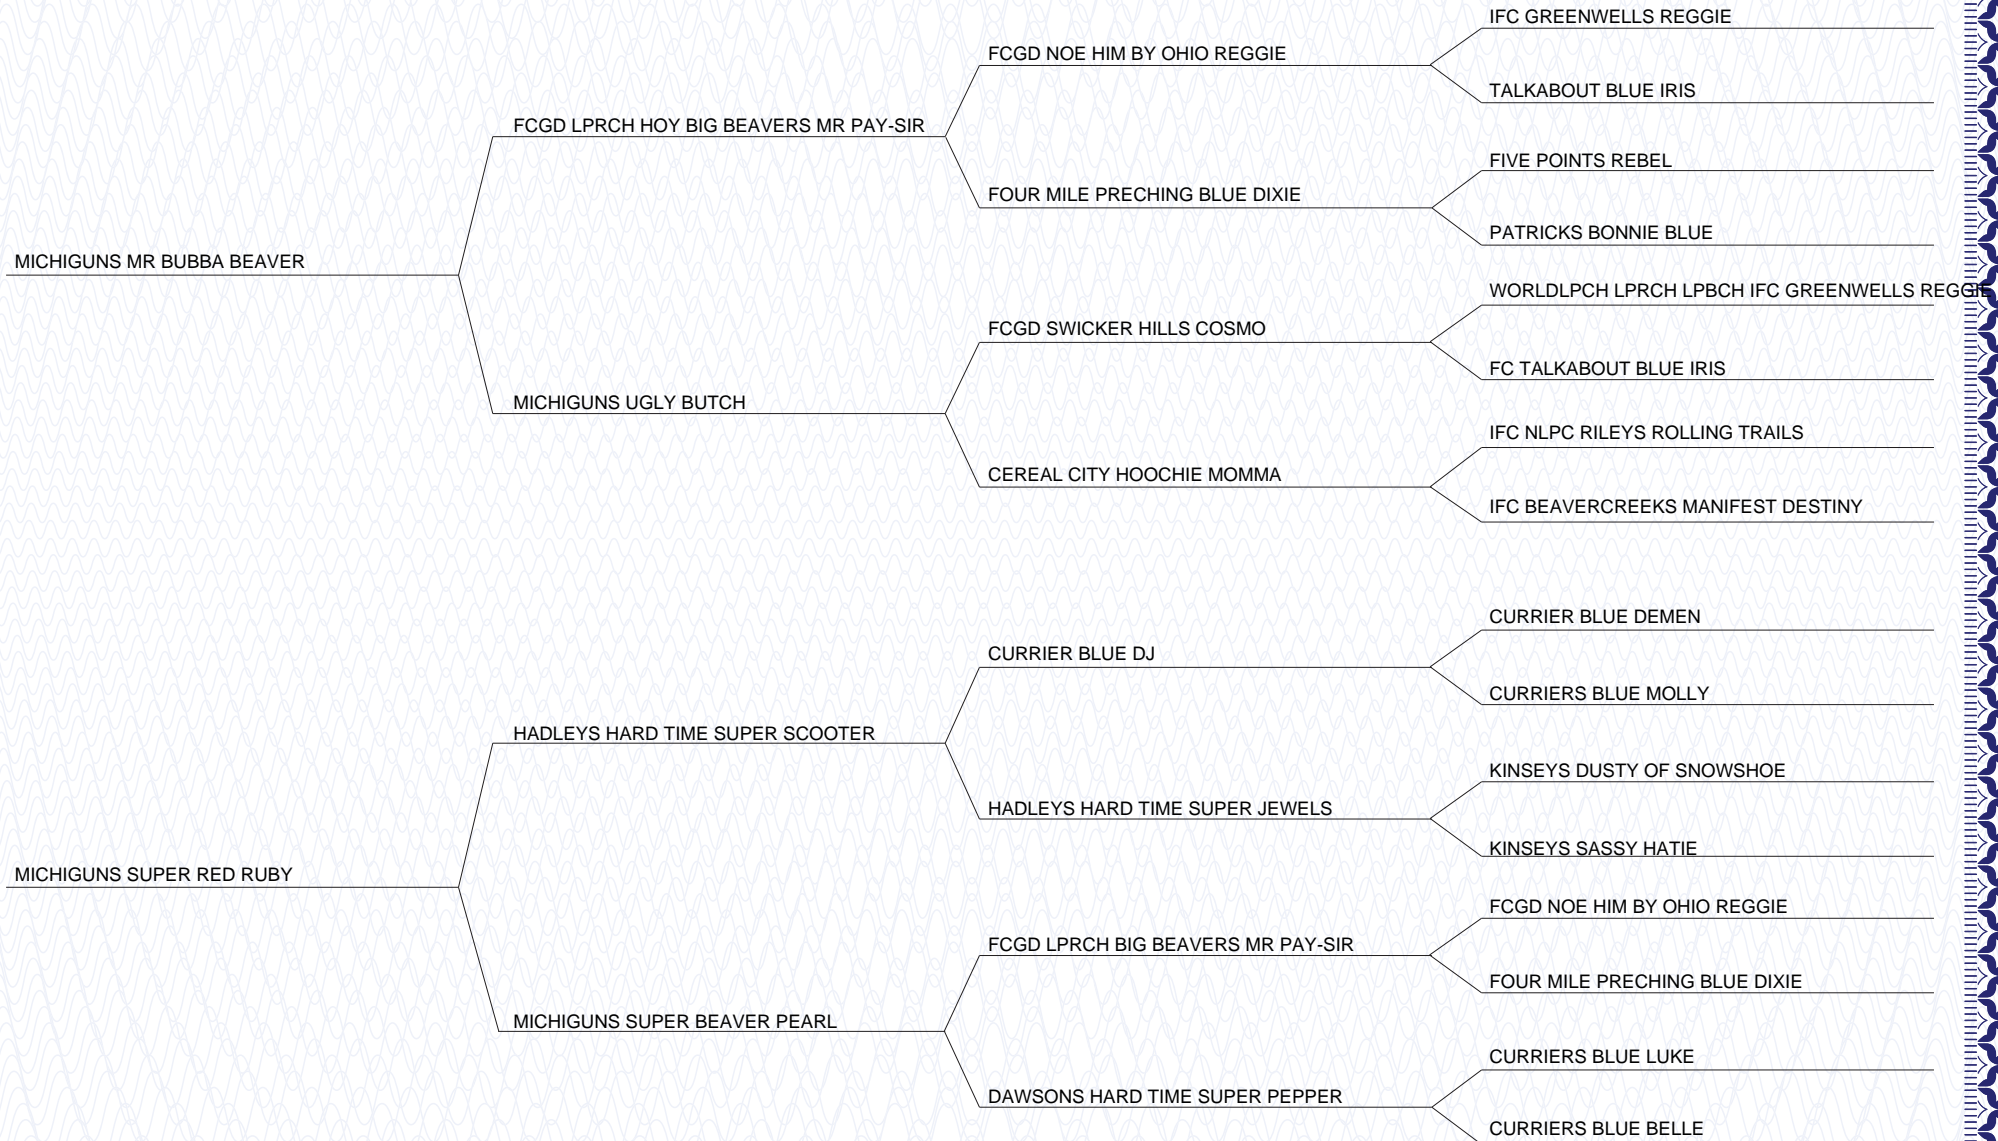 IFC GREENWELLS REGGIE
FCGD NOE HIM BY OHIO REGGIE
TALKABOUT BLUE IRIS
FCGD LPRCH HOY BIG BEAVERS MR PAY-SIR
FIVE POINTS REBEL
FOUR MILE PRECHING BLUE DIXIE
PATRICKS BONNIE BLUE
MICHIGUNS MR BUBBA BEAVER
WORLDLPCH LPRCH LPBCH IFC GREENWELLS REGGIE
FCGD SWICKER HILLS COSMO
FC TALKABOUT BLUE IRIS
MICHIGUNS UGLY BUTCH
IFC NLPC RILEYS ROLLING TRAILS
CEREAL CITY HOOCHIE MOMMA
IFC BEAVERCREEKS MANIFEST DESTINY
CURRIER BLUE DEMEN
CURRIER BLUE DJ
CURRIERS BLUE MOLLY
HADLEYS HARD TIME SUPER SCOOTER
KINSEYS DUSTY OF SNOWSHOE
HADLEYS HARD TIME SUPER JEWELS
KINSEYS SASSY HATIE
MICHIGUNS SUPER RED RUBY
FCGD NOE HIM BY OHIO REGGIE
FCGD LPRCH BIG BEAVERS MR PAY-SIR
FOUR MILE PRECHING BLUE DIXIE
MICHIGUNS SUPER BEAVER PEARL
CURRIERS BLUE LUKE
DAWSONS HARD TIME SUPER PEPPER
CURRIERS BLUE BELLE